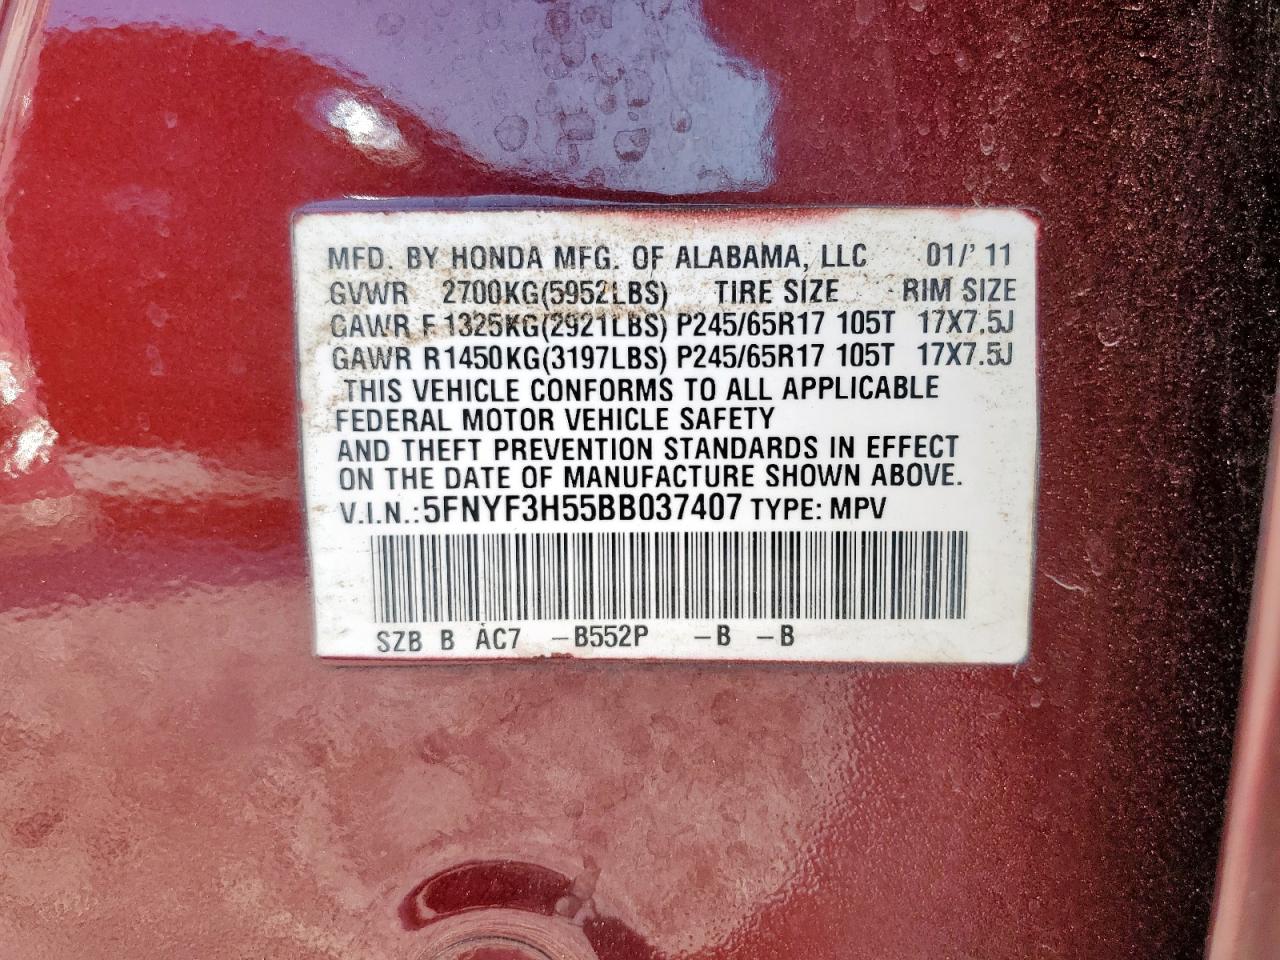 MFD. BY HONDA MFG. OF ALABAMA, LLC 01/' 11
GVWR 2700KG(5952LBS) TIRE SIZE RIM SIZE
GAWR F 1325KG(2921LBS) P245/65R17 105T 17X7.5J
GAWR R1450KG(3197LBS) P245/65R17 105T 17X7.5J
THIS VEHICLE CONFORMS TO ALL APPLICABLE
FEDERAL MOTOR VEHICLE SAFETY
AND THEFT PREVENTION STANDARDS IN EFFECT
ON THE DATE OF MANUFACTURE SHOWN ABOVE.
V.I.N.:5FNYF3H55BB037407 TYPE: MPV
SZB B AC7 -B552P -B -B